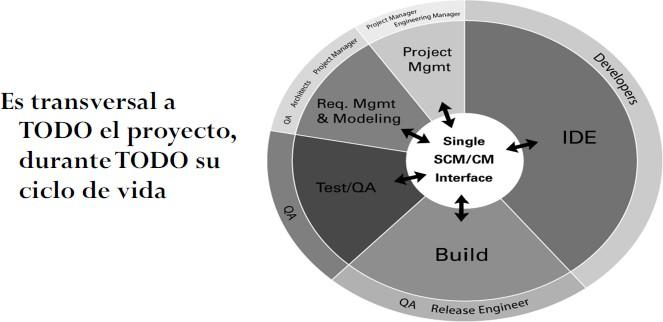 Es transversal a
TODO el proyecto,
durante TODO su
ciclo de vida
Project Manager
Engineering Manager
Project
Mgmt
Developers
IDE
QA Architects Project Manager
Req. Mgmt
& Modeling
Single
SCM/CM
Interface
Test/QA
QA
Build
QA Release Engineer